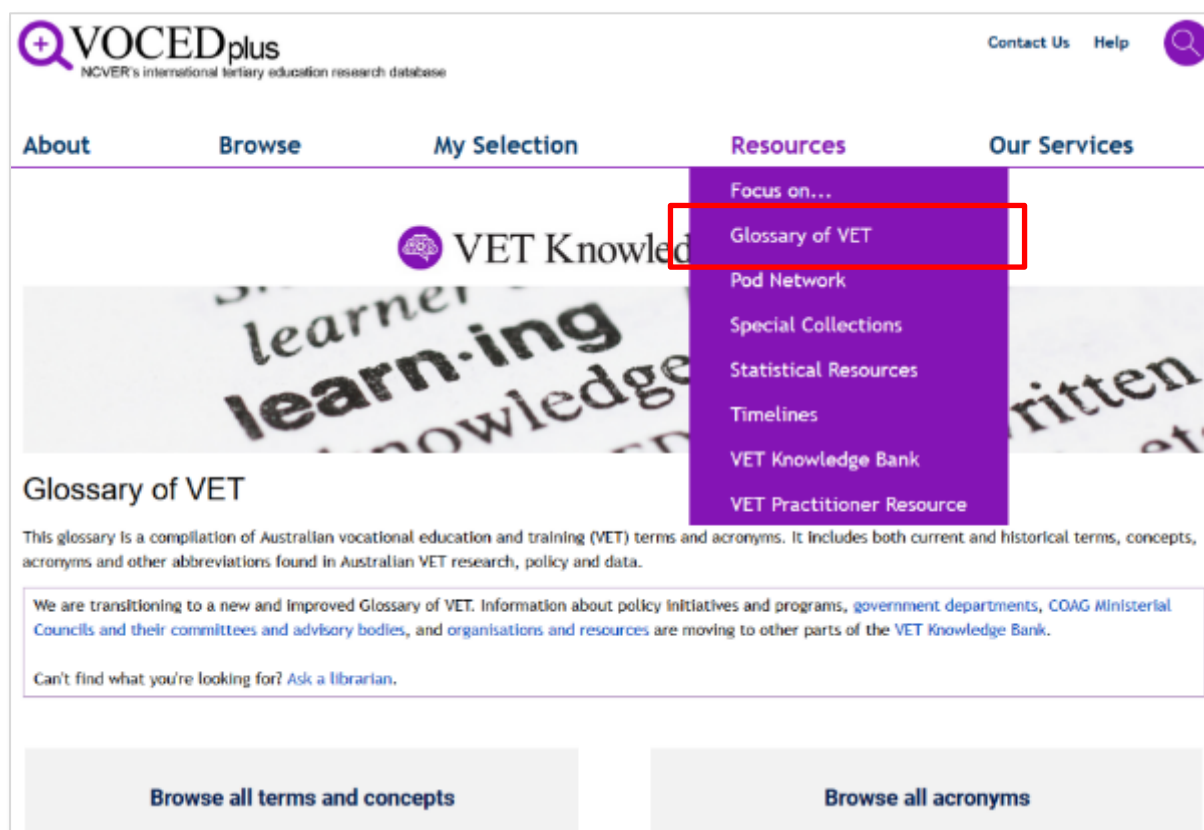 VOCEDplus
NCVER's international tertiary education research database
Contact Us Help
About Browse My Selection Resources Our Services
Focus on...
Glossary of VET
Pod Network
Special Collections
Statistical Resources
Timelines
VET Knowledge Bank
VET Practitioner Resource
VET Knowled
learner
learn·ing
knowledge
written
Glossary of VET
This glossary is a compilation of Australian vocational education and training (VET) terms and acronyms. It includes both current and historical terms, concepts,
acronyms and other abbreviations found in Australian VET research, policy and data.
We are transitioning to a new and improved Glossary of VET. Information about policy initiatives and programs, government departments, COAG Ministerial
Councils and their committees and advisory bodies, and organisations and resources are moving to other parts of the VET Knowledge Bank.
Can't find what you're looking for? Ask a librarian.
Browse all terms and concepts
Browse all acronyms